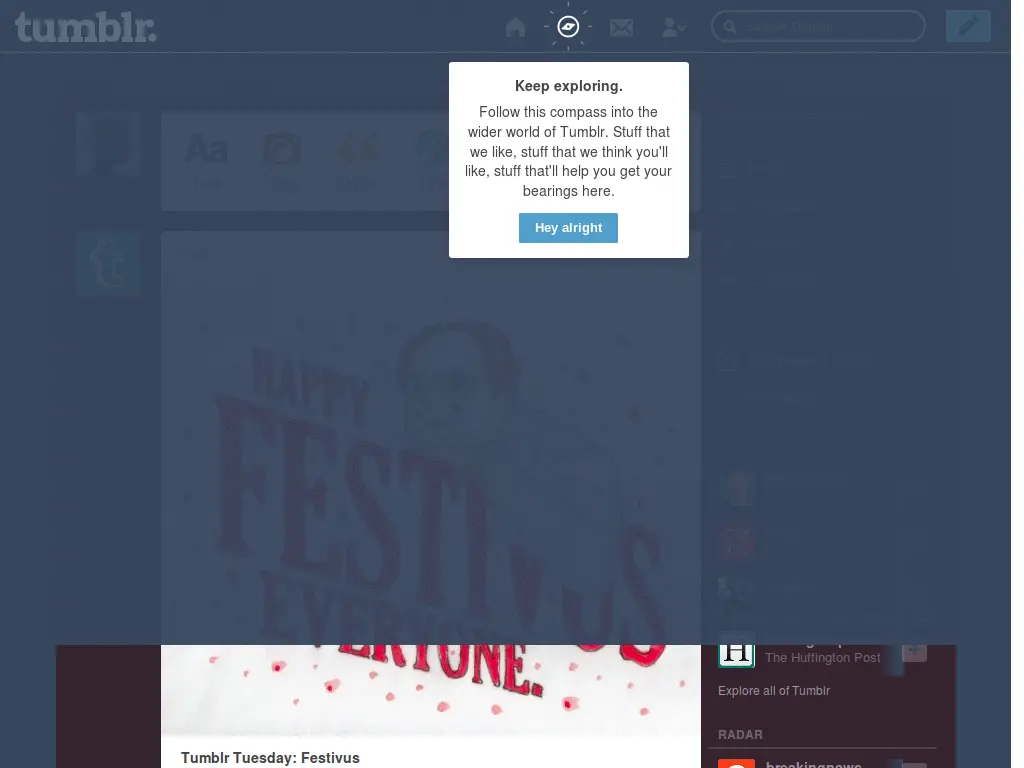 tumblr.
Keep exploring.
Follow this compass into the
wider world of Tumblr. Stuff that
we like, stuff that we think you'll
like, stuff that'll help you get your
bearings here.
Hey alright
Aa
HAPPY
FESTIVUS
EVERYONE.
The Huffington Post
Explore all of Tumblr
RADAR
breakingnews
Tumblr Tuesday: Festivus